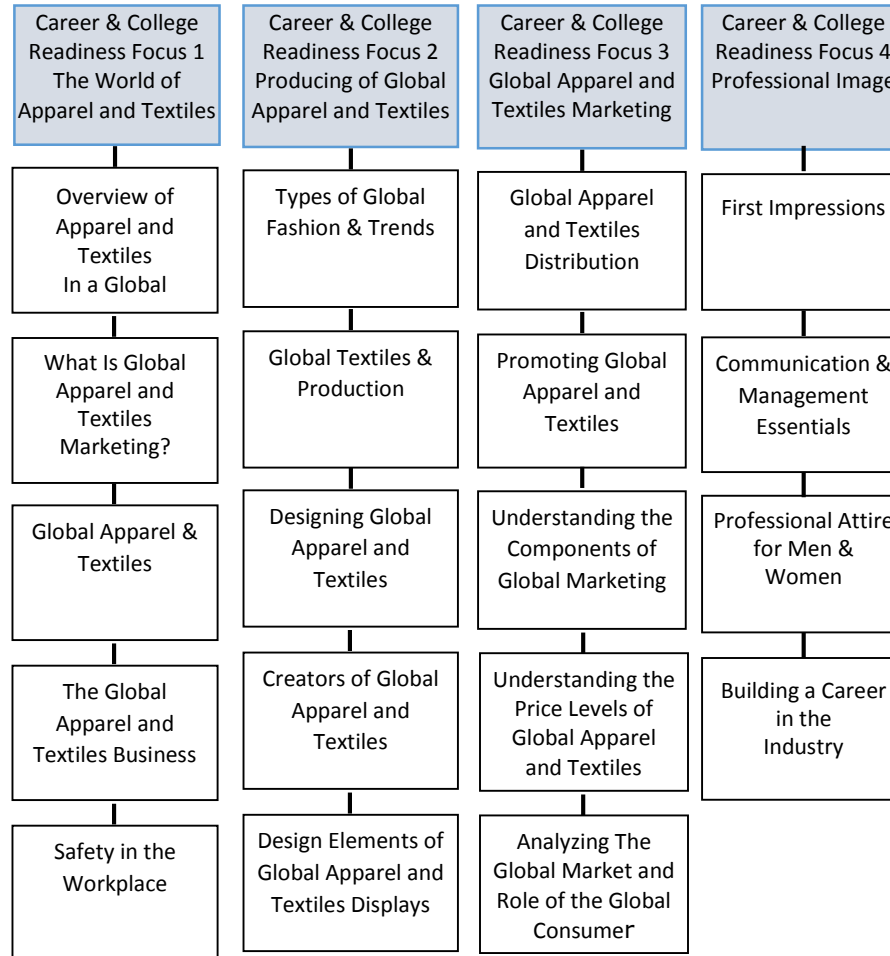 Career & College
Readiness Focus 1
The World of
Apparel and Textiles
Overview of
Apparel and
Textiles
In a Global
What Is Global
Apparel and
Textiles
Marketing?
Global Apparel &
Textiles
The Global
Apparel and
Textiles Business
Safety in the
Workplace
Career & College
Readiness Focus 2
Producing of Global
Apparel and Textiles
Types of Global
Fashion & Trends
Global Textiles &
Production
Designing Global
Apparel and
Textiles
Creators of Global
Apparel and
Textiles
Design Elements of
Global Apparel and
Textiles Displays
Career & College
Readiness Focus 3
Global Apparel and
Textiles Marketing
Global Apparel
and Textiles
Distribution
Promoting Global
Apparel and
Textiles
Understanding the
Components of
Global Marketing
Understanding the
Price Levels of
Global Apparel
and Textiles
Analyzing The
Global Market and
Role of the Global
Consumer
Career & College
Readiness Focus 4
Professional Image
First Impressions
Communication &
Management
Essentials
Professional Attire
for Men &
Women
Building a Career
in the
Industry